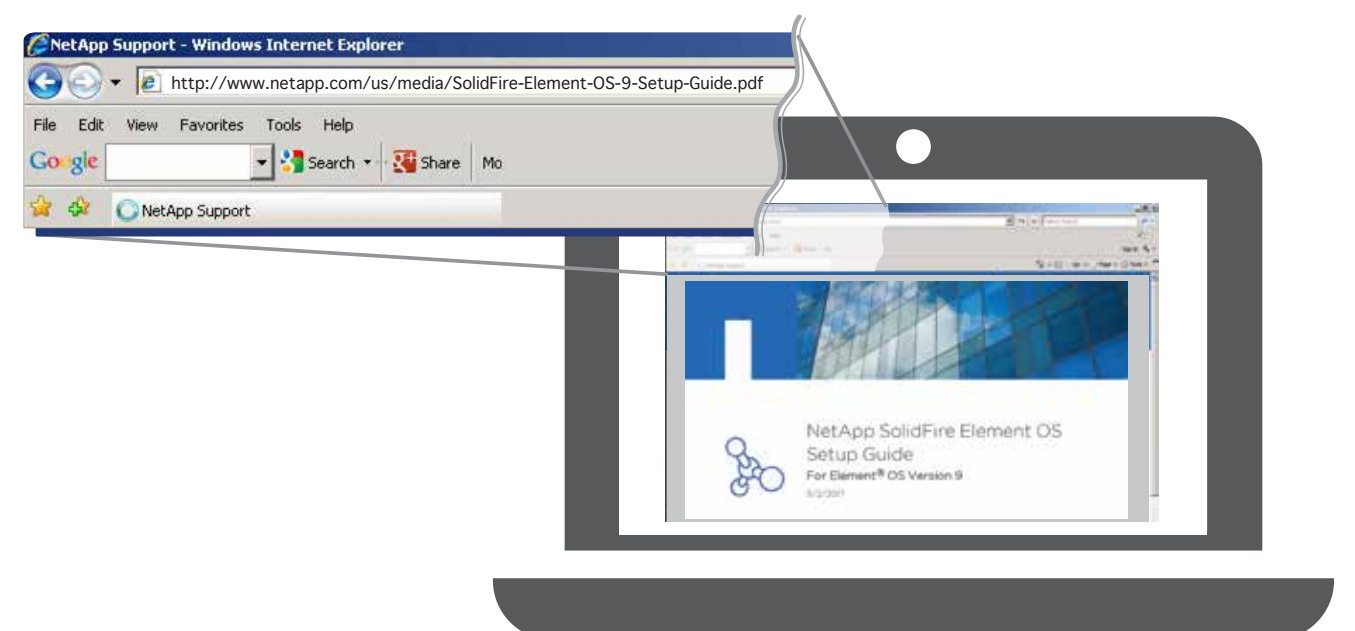 NetApp Support - Windows Internet Explorer
http://www.netapp.com/us/media/SolidFire-Element-OS-9-Setup-Guide.pdf
File Edit View Favorites Tools Help
Google Search Share Mo
NetApp Support
NetApp SolidFire Element OS
Setup Guide
For Element® OS Version 9